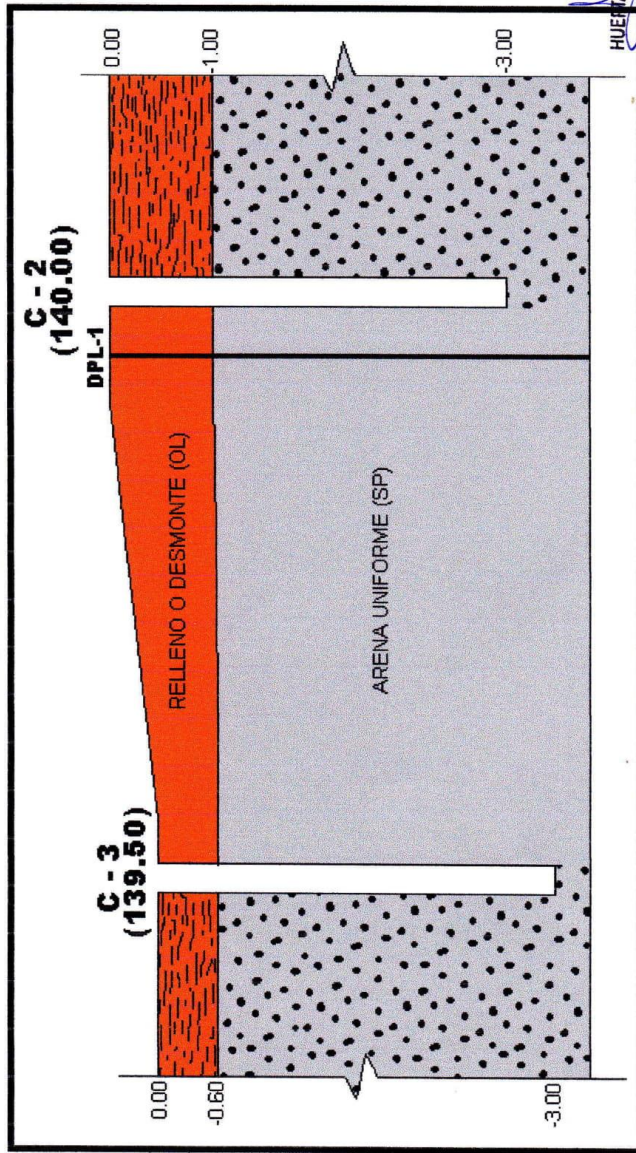 C - 2
(140.00)
DPL-1
0.00
-1.00
-3.00
C - 3
(139.50)
0.00
-0.60
-3.00
RELLENO O DESMONTE (OL)
ARENA UNIFORME (SP)